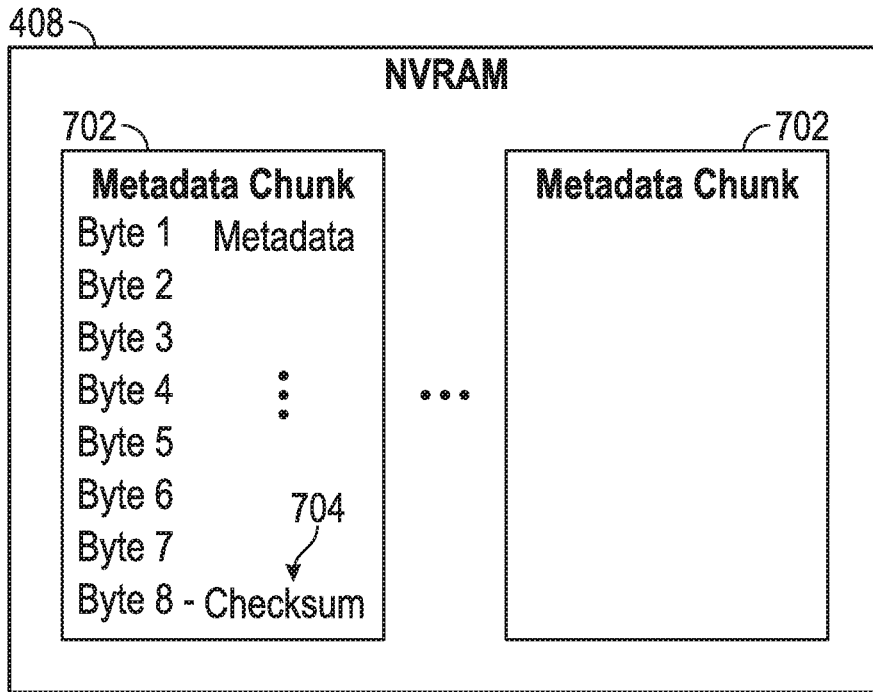 408
NVRAM
702
702
Metadata Chunk
Metadata Chunk
Byte 1 Metadata
Byte 2
Byte 3
Byte 4
Byte 5
Byte 6
704
Byte 7
Byte 8 - Checksum